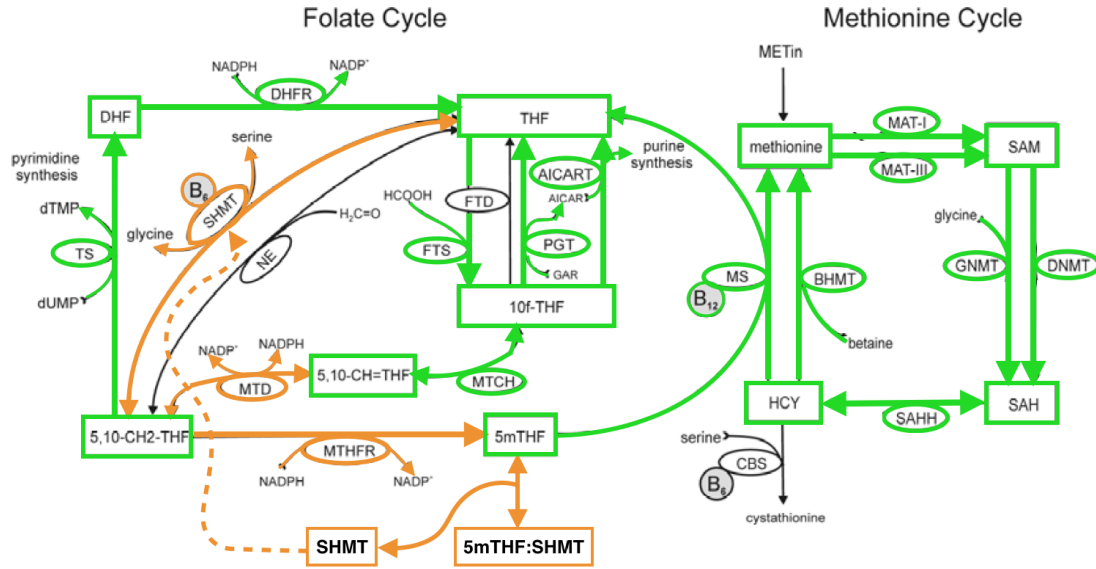 Folate Cycle
Methionine Cycle
NADPH
NADP+
DHFR
METin
DHF
THF
serine
MAT-I
methionine
SAM
MAT-III
purine
synthesis
pyrimidine
synthesis
AICART
B6
SHMT
HCOOH
FTD
AICAR
dTMP
H2C=O
glycine
glycine
TS
NE
FTS
PGT
GNMT
DNMT
GAR
MS
BHMT
B12
dUMP
10f-THF
betaine
NADP+
NADPH
5,10-CH=THF
MTD
MTCH
HCY
SAH
SAHH
5,10-CH2-THF
5mTHF
serine
MTHFR
CBS
B6
NADPH
NADP+
cystathionine
SHMT
5mTHF:SHMT